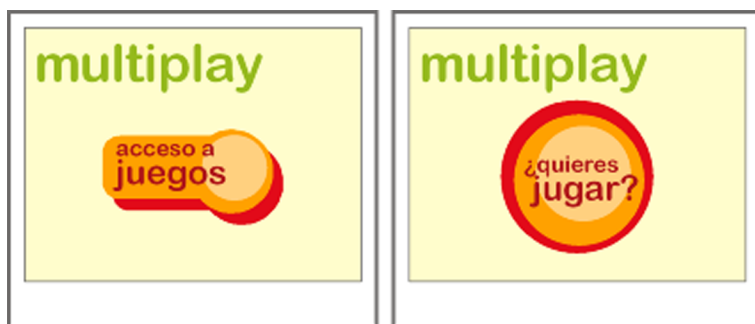 multiplay
acceso a
juegos
multiplay
¿quieres
jugar?